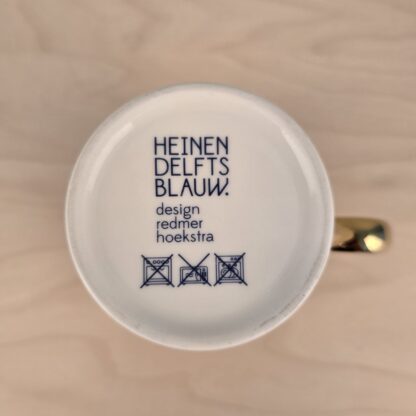 HEINEN
DELFTS
BLAUW.
design
redmer
hoekstra